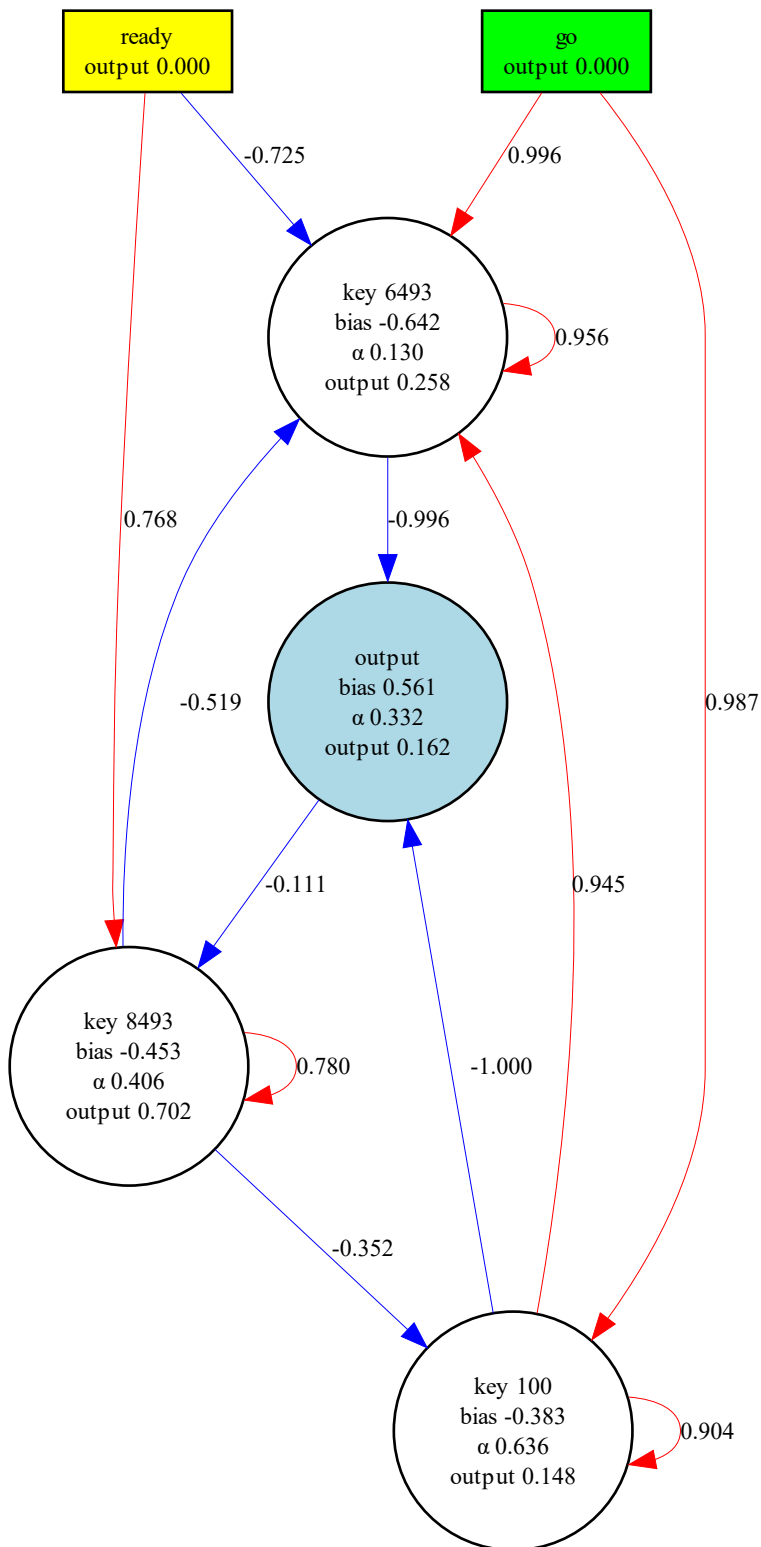 ready
output 0.000
go
output 0.000
-0.725
0.996
key 6493
bias -0.642
α 0.130
output 0.258
0.956
0.768
-0.996
-0.519
output
bias 0.561
α 0.332
output 0.162
0.987
-0.111
0.945
key 8493
bias -0.453
α 0.406
output 0.702
0.780
-1.000
-0.352
key 100
bias -0.383
α 0.636
output 0.148
0.904